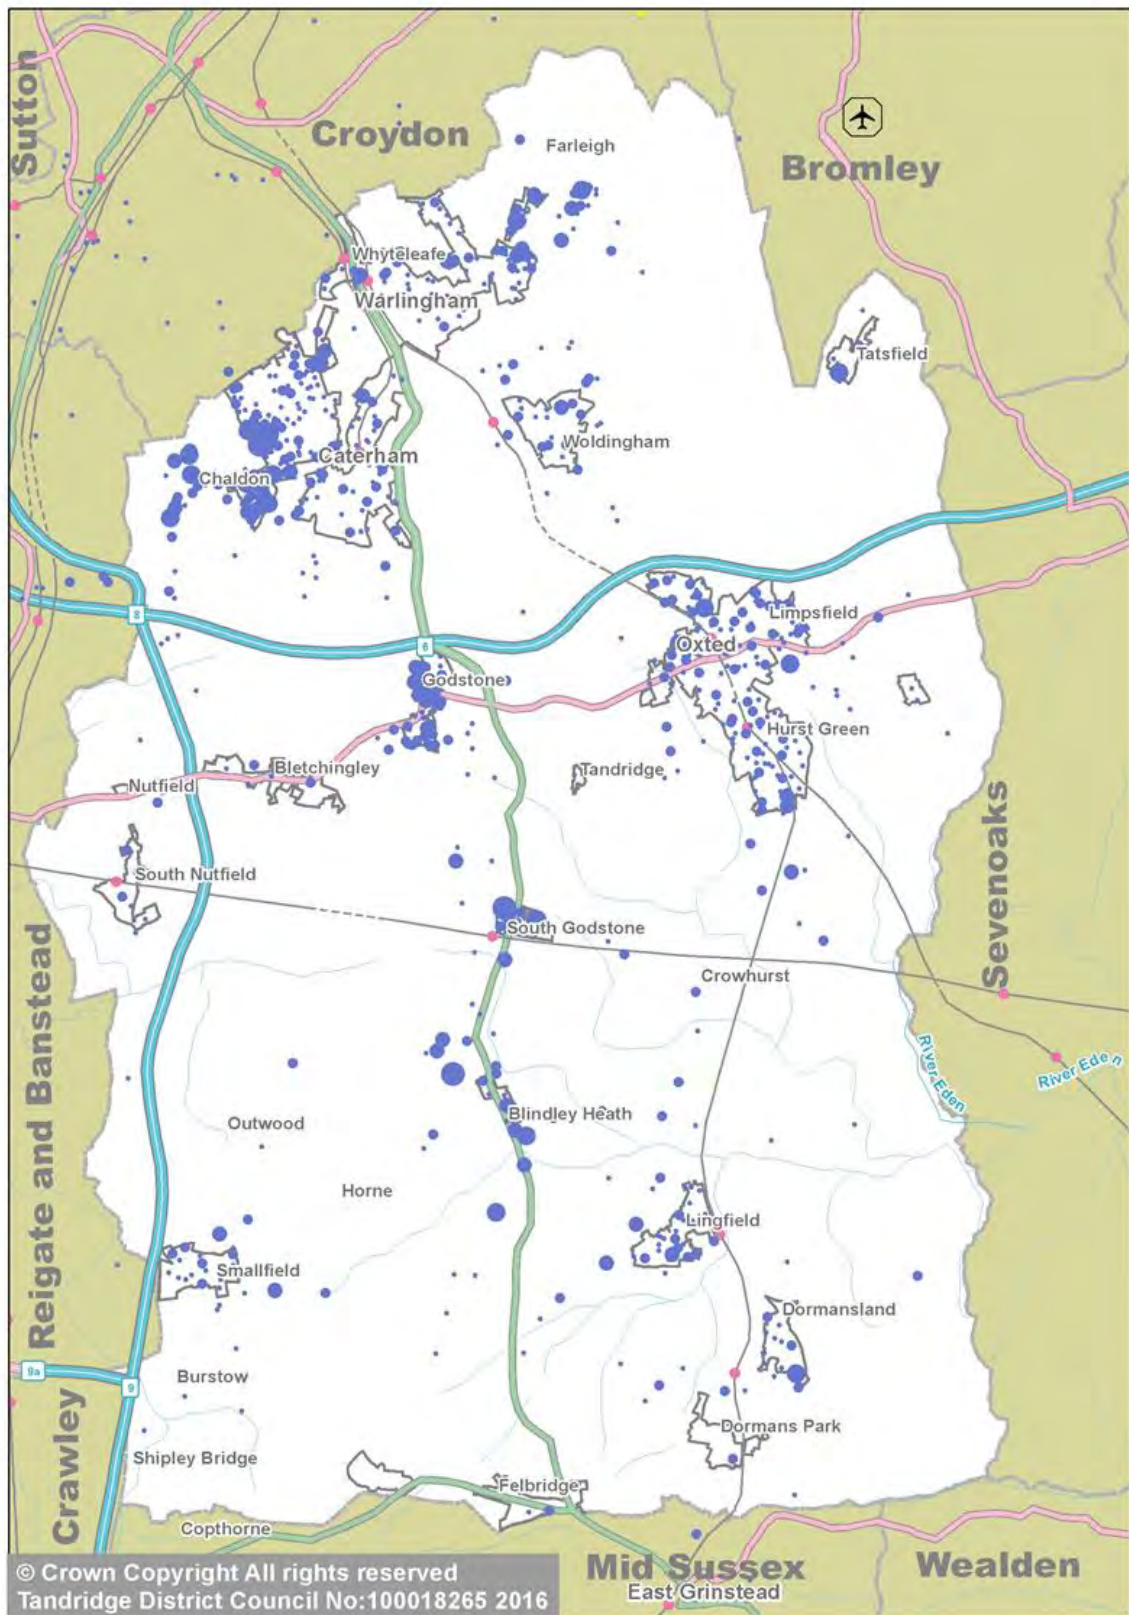 Sutton
Croydon
Farleigh
Bromley
Whyteleafe
Warlingham
Tatsfield
Woldingham
Caterham
Chaldon
8
Limpsfield
6
Oxted
Godstone
Hurst Green
Bletchingley
Tandridge
Nutfield
South Nutfield
Sevenoaks
South Godstone
Crowhurst
Reigate and Banstead
River Eden
River Eden
Outwood
Blindley Heath
Horne
Lingfield
Smallfield
Dormansland
9a
9
Burstow
Crawley
Dormans Park
Shipley Bridge
Felbridge
Copthorne
Mid Sussex
Wealden
East Grinstead
© Crown Copyright All rights reserved
Tandridge District Council No:100018265 2016